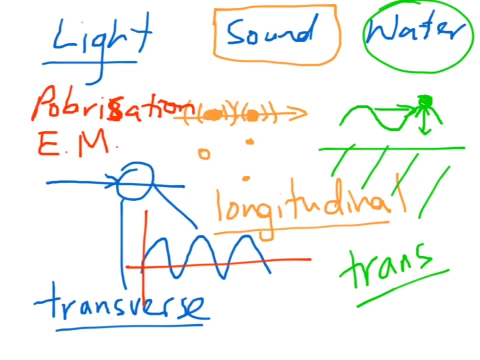 Light
Sound
Water
Polarisation
E.M.
longitudinal
trans
transverse